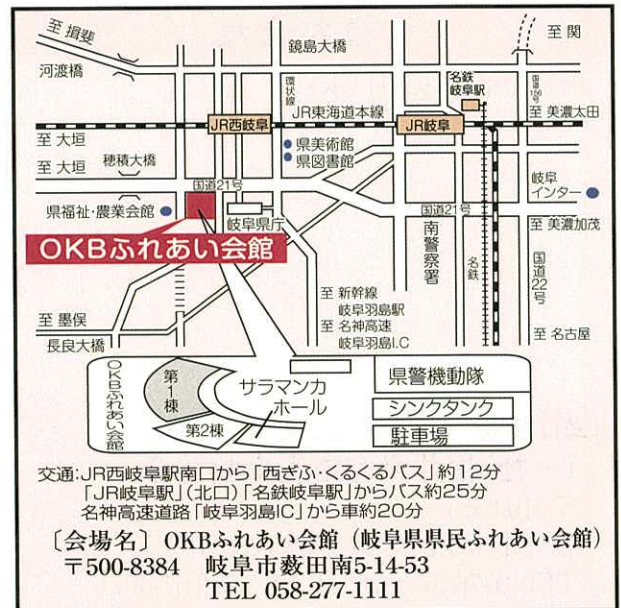 至 揖斐
至 関
鏡島大橋
河渡橋
環状線
名鉄
岐阜駅
国道156号
JR東海道本線
至 美濃太田
JR西岐阜
JR岐阜
至 大垣
県美術館
県図書館
至 大垣
穂積大橋
国道21号
岐阜
インター
県福祉・農業会館
岐阜県庁
国道21号
至 美濃加茂
OKBふれあい会館
南警察署
名鉄
国道22号
至 新幹線
岐阜羽島駅
至 名神高速
岐阜羽島I.C
至 墨俣
長良大橋
至 名古屋
OKBふれあい会館
第1棟
第2棟
サラマンカ
ホール
県警機動隊
シンクタンク
駐車場
交通:JR西岐阜駅南口から「西ぎふ・くるくるバス」約12分
「JR岐阜駅」(北口)「名鉄岐阜駅」からバス約25分
名神高速道路「岐阜羽島IC」から車約20分
〔会場名〕OKBふれあい会館(岐阜県県民ふれあい会館)
〒500-8384 岐阜市薮田南5-14-53
TEL 058-277-1111